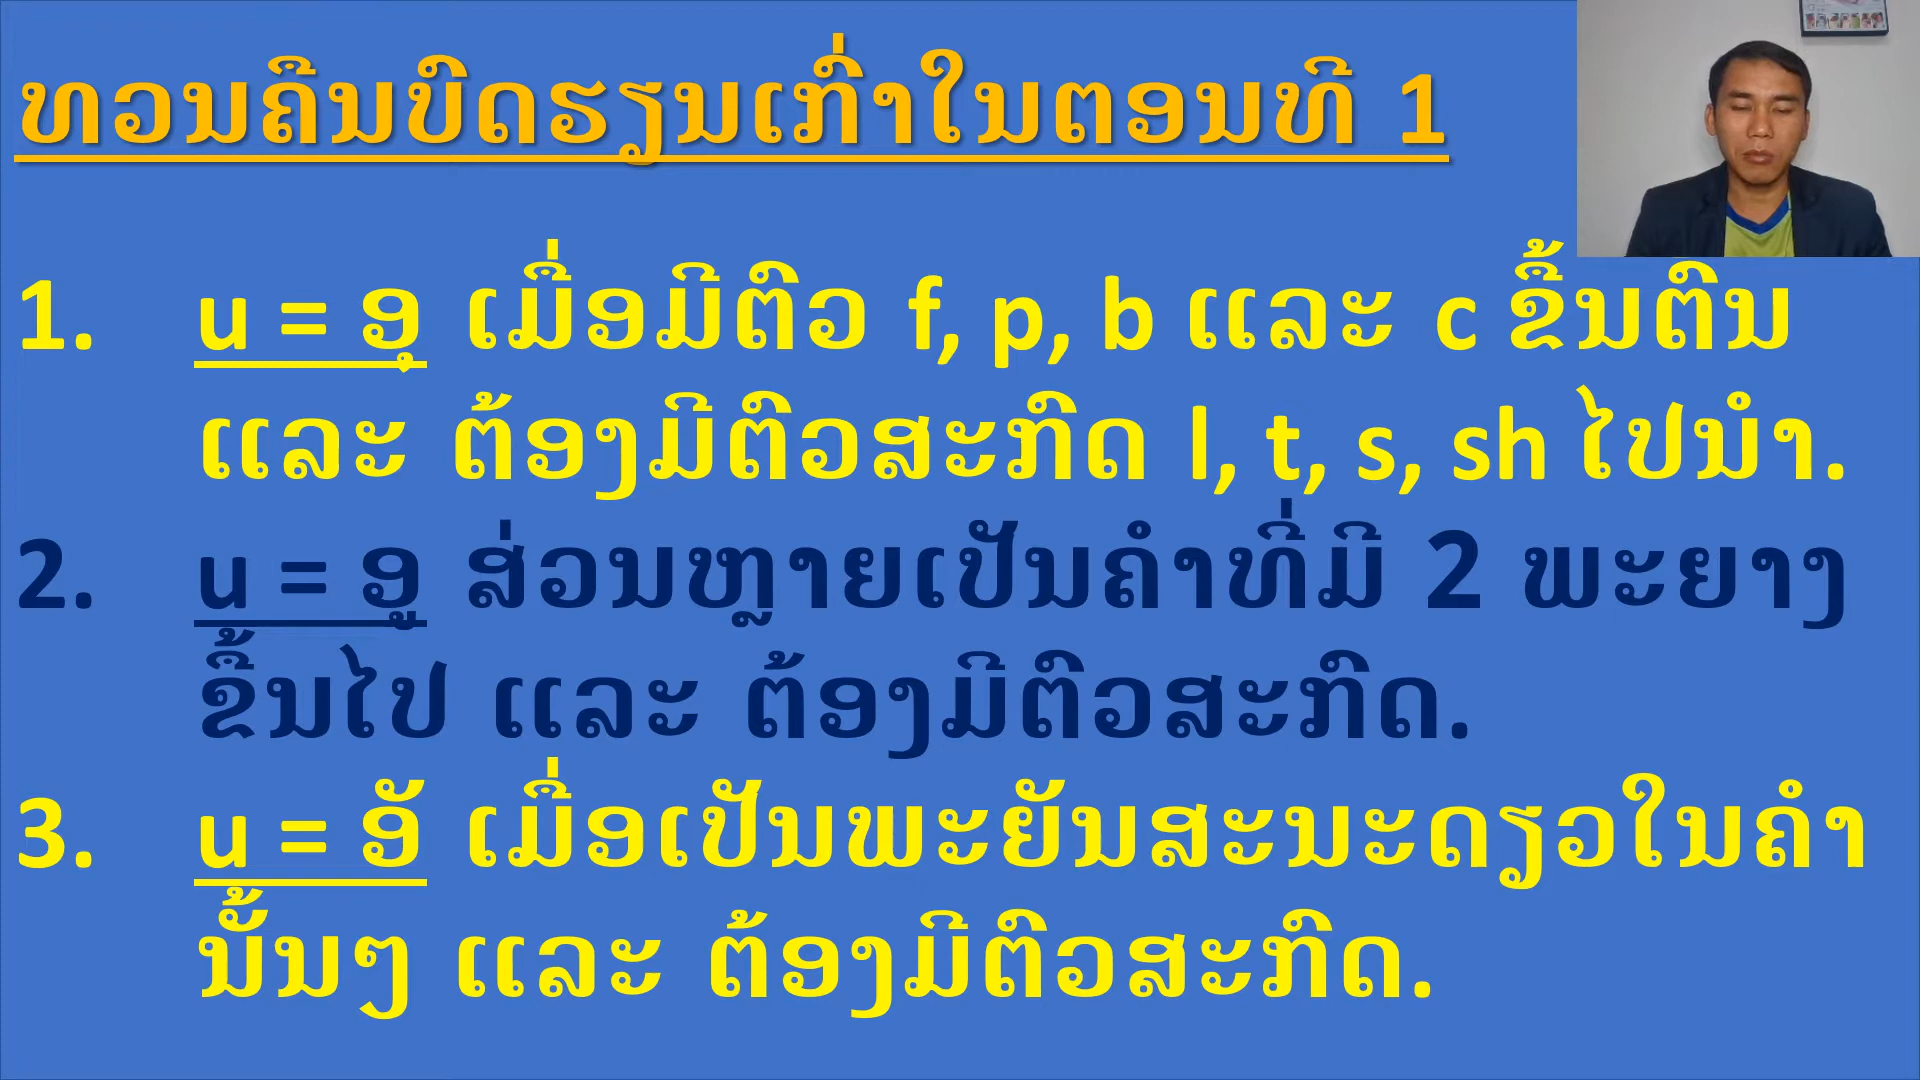 ທວນຄືນບົດຮຽນເກົ່າໃນຕອນທີ 1
1. u = ອຸ ເມື່ອມີຕົວ f, p, b ແລະ c ຂຶ້ນຕົນ
ແລະ ຕ້ອງມີຕົວສະກົດ l, t, s, sh ໄປນຳ.
2. u = ອູ ສ່ວນຫຼາຍເປັນຄຳທີ່ມີ 2 ພະຍາງ
ຂຶ້ນໄປ ແລະ ຕ້ອງມີຕົວສະກົດ.
3. u = ອັ ເມື່ອເປັນພະຍັນສະນະດຽວໃນຄຳ
ນັ້ນໆ ແລະ ຕ້ອງມີຕົວສະກົດ.